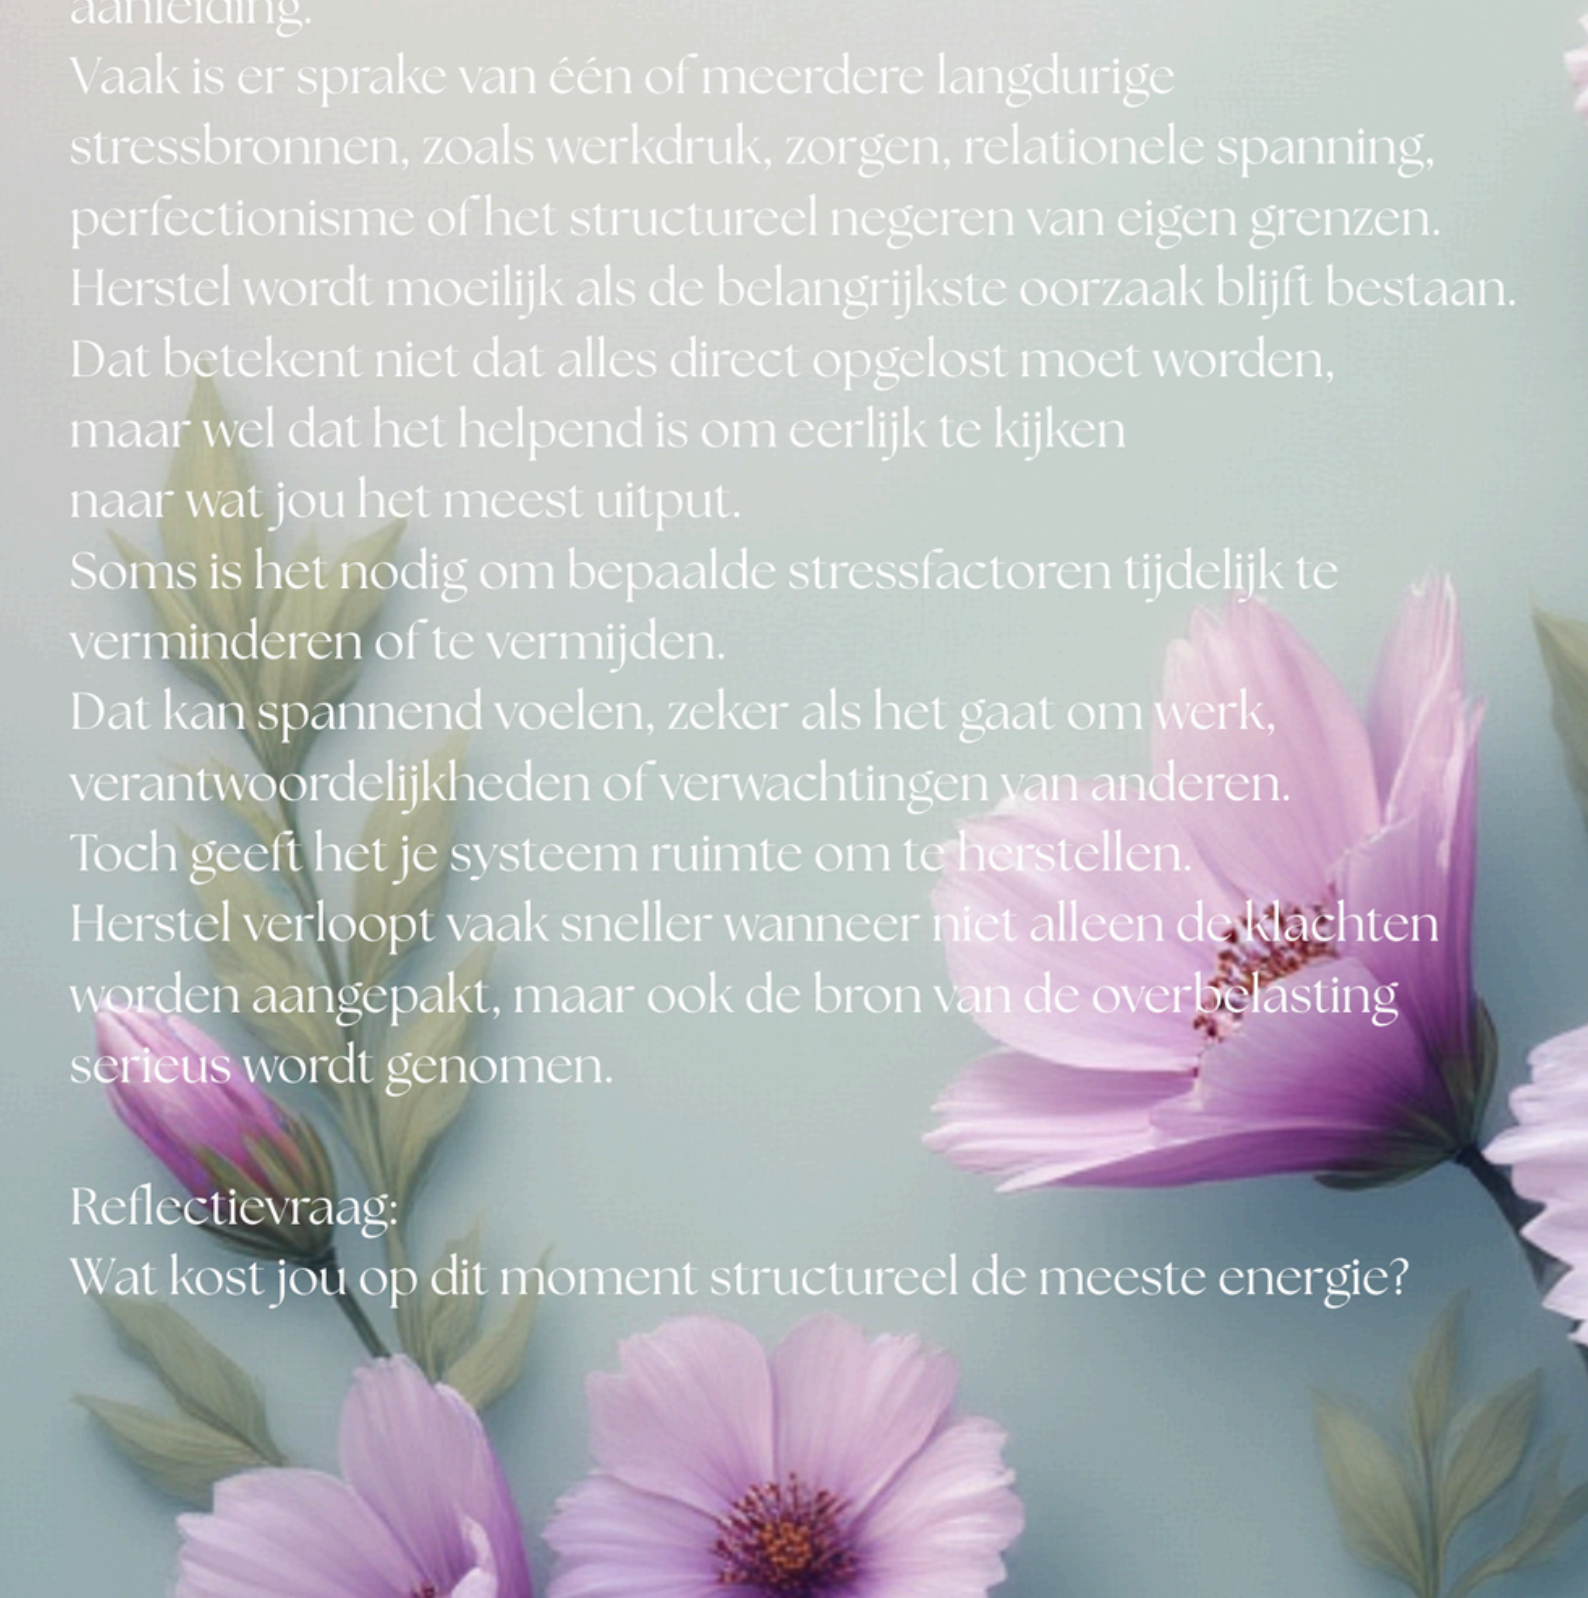 aanleiding.
Vaak is er sprake van één of meerdere langdurige
stressbronnen, zoals werkdruk, zorgen, relationele spanning,
perfectionisme of het structureel negeren van eigen grenzen.
Herstel wordt moeilijk als de belangrijkste oorzaak blijft bestaan.
Dat betekent niet dat alles direct opgelost moet worden,
maar wel dat het helpend is om eerlijk te kijken
naar wat jou het meest uitput.
Soms is het nodig om bepaalde stressfactoren tijdelijk te
verminderen of te vermijden.
Dat kan spannend voelen, zeker als het gaat om werk,
verantwoordelijkheden of verwachtingen van anderen.
Toch geeft het je systeem ruimte om te herstellen.
Herstel verloopt vaak sneller wanneer niet alleen de klachten
worden aangepakt, maar ook de bron van de overbelasting
serieus wordt genomen.
Reflectievraag:
Wat kost jou op dit moment structureel de meeste energie?